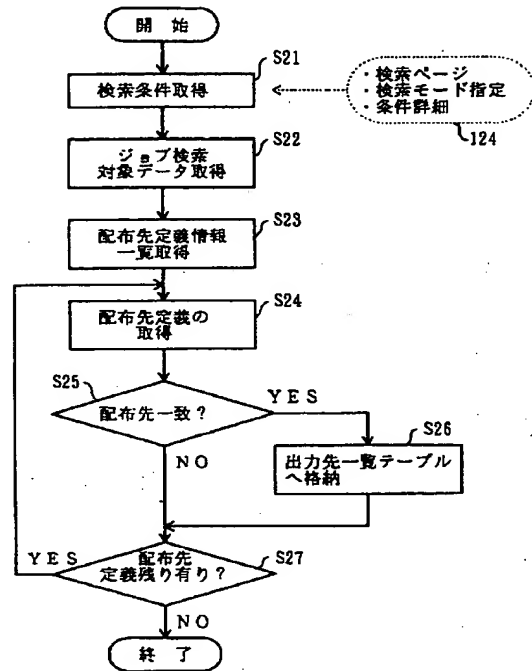 開 始
S21
検索条件取得
・検索ページ
・検索モード指定
・条件詳細
124
S22
ジョブ検索
対象データ取得
S23
配布先定義情報
一覧取得
S24
配布先定義の
取得
S25
配布先一致？
YES
NO
S26
出力先一覧テーブル
へ格納
YES
配布先
定義残り有り？
S27
NO
終 了